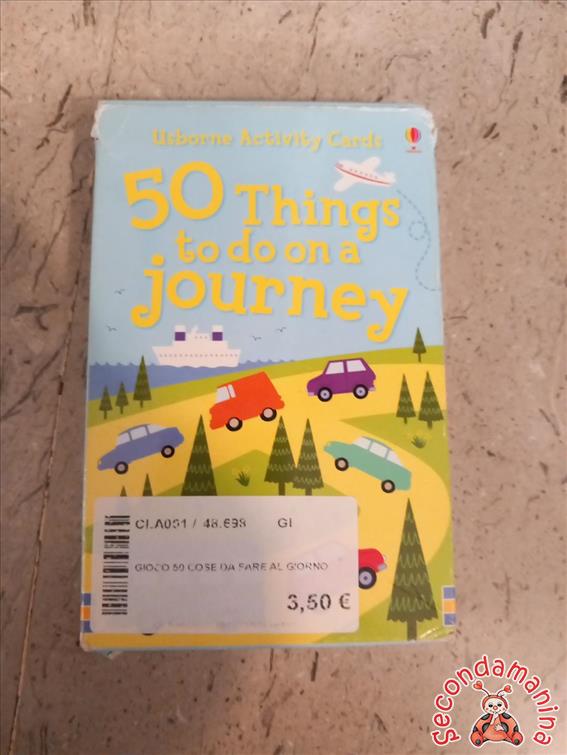 Usborne Activity Cards
50 Things
to do on a
journey
CLA051 / 48.698 GI
GIOCO 50 COSE DA FARE AL GIORNO
3,50 €
Secondamanina